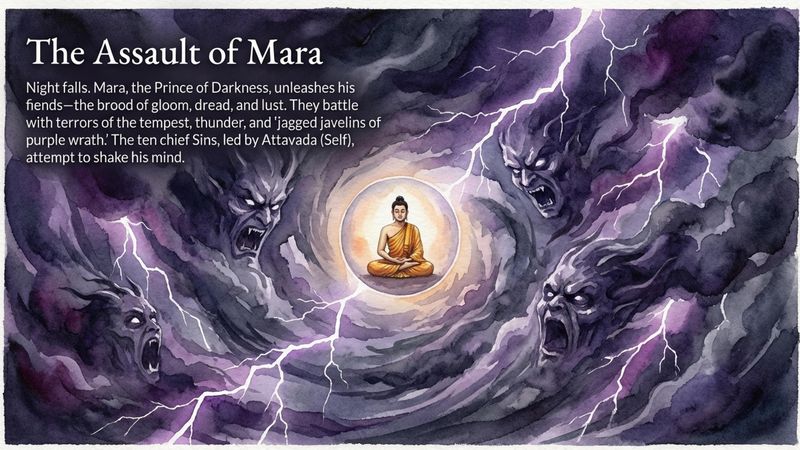 The Assault of Mara
Night falls. Mara, the Prince of Darkness, unleashes his
fiends—the brood of gloom, dread, and lust. They battle
with terrors of the tempest, thunder, and 'jagged javelins of
purple wrath.' The ten chief Sins, led by Attavada (Self),
attempt to shake his mind.